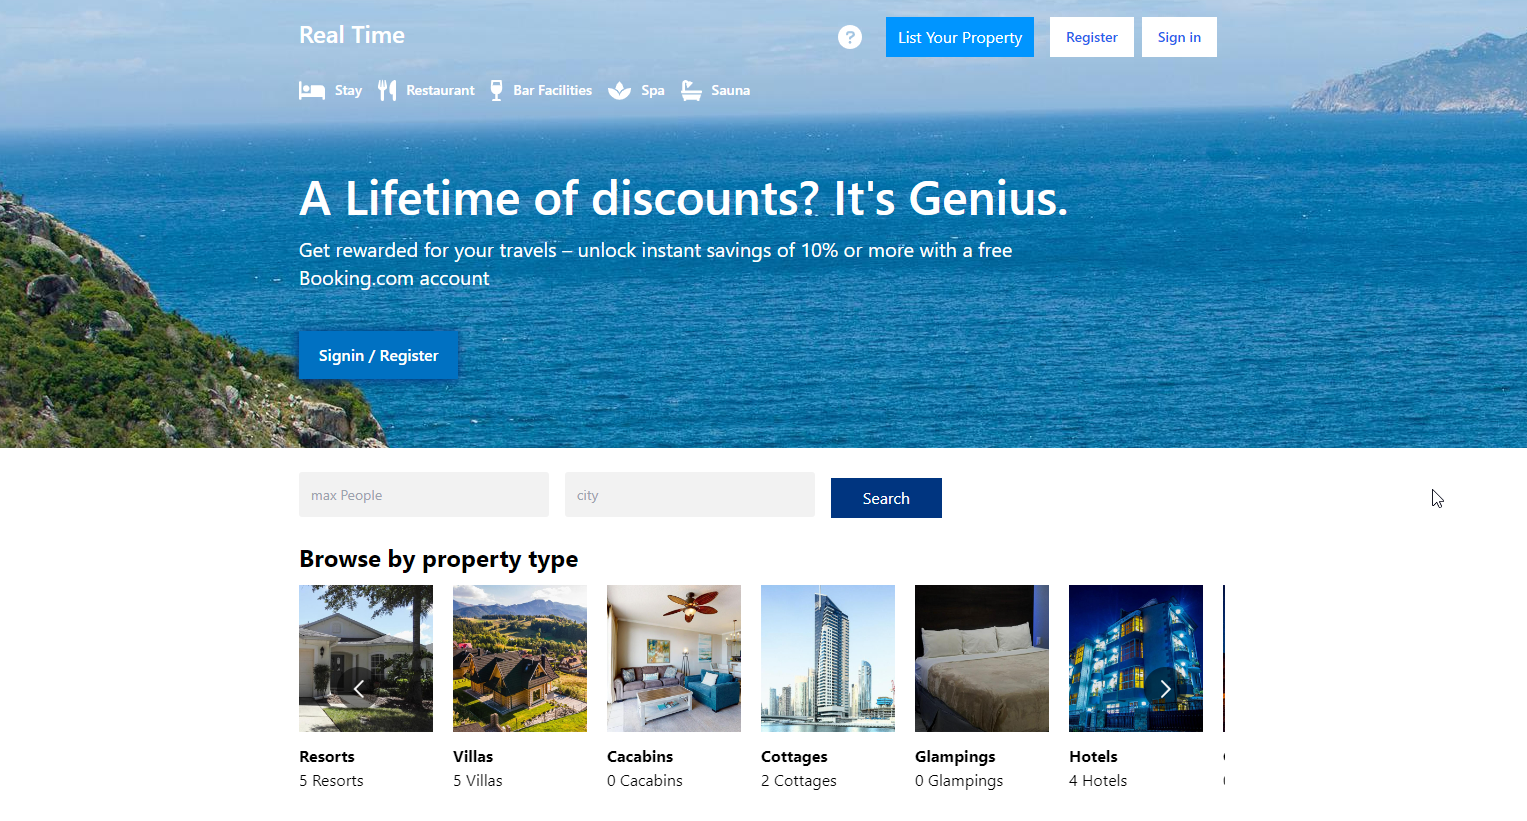 Real Time
?
List Your Property
Register
Sign in
Stay
Restaurant
Bar Facilities
Spa
Sauna
A Lifetime of discounts? It's Genius.
Get rewarded for your travels – unlock instant savings of 10% or more with a free
Booking.com account
Signin / Register
max People
city
Search
Browse by property type
Resorts
5 Resorts
Villas
5 Villas
Cacabins
0 Cacabins
Cottages
2 Cottages
Glampings
0 Glampings
Hotels
4 Hotels